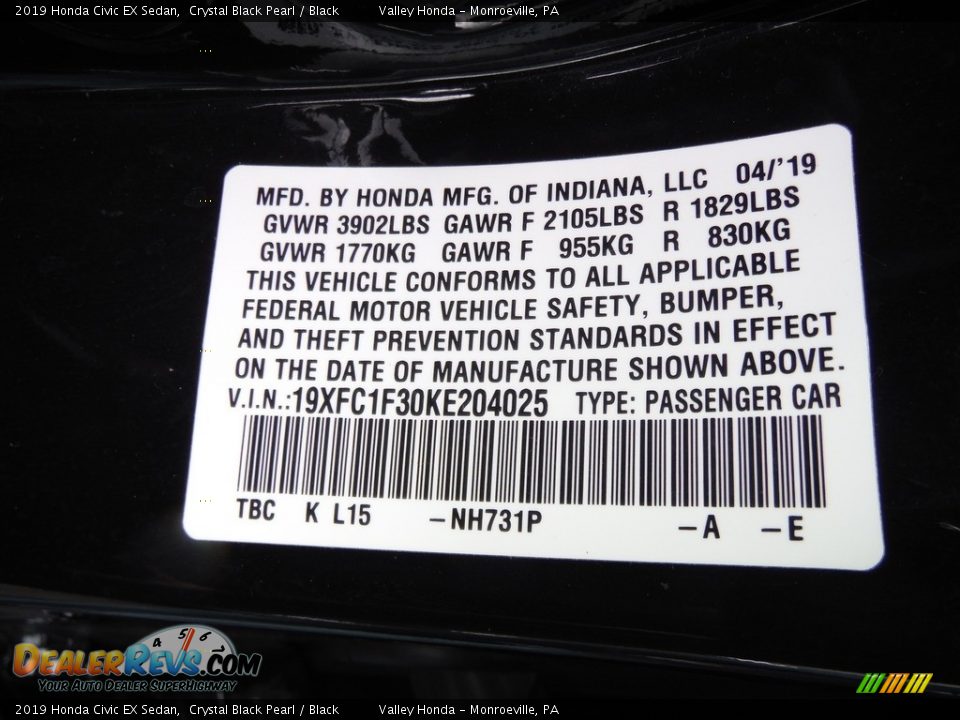 2019 Honda Civic EX Sedan,  Crystal Black Pearl / Black          Valley Honda - Monroeville, PA
MFD. BY HONDA MFG. OF INDIANA, LLC   04/'19
GVWR 3902LBS  GAWR F 2105LBS  R 1829LBS
GVWR 1770KG   GAWR F   955KG   R   830KG
THIS VEHICLE CONFORMS TO ALL APPLICABLE
FEDERAL MOTOR VEHICLE SAFETY, BUMPER,
AND THEFT PREVENTION STANDARDS IN EFFECT
ON THE DATE OF MANUFACTURE SHOWN ABOVE.
V.I.N.:19XFC1F30KE204025   TYPE: PASSENGER CAR
TBC   K  L15   –NH731P   –A   –E
4 5 6
DEALERREVS.COM
YOUR AUTO DEALER SUPERHIGHWAY
2019 Honda Civic EX Sedan,  Crystal Black Pearl / Black          Valley Honda - Monroeville, PA